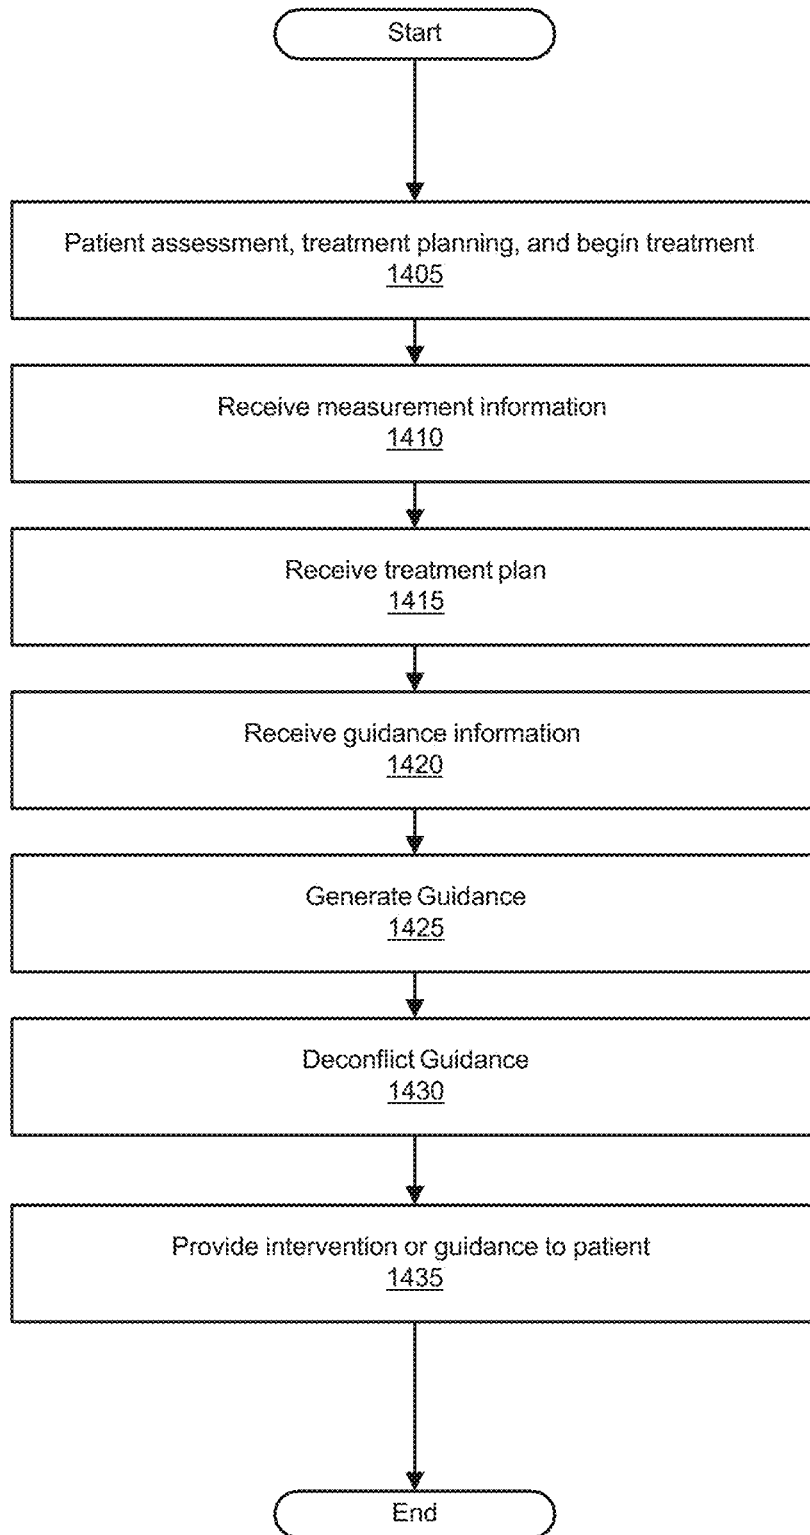 Start
Patient assessment, treatment planning, and begin treatment
1405
Receive measurement information
1410
Receive treatment plan
1415
Receive guidance information
1420
Generate Guidance
1425
Deconflict Guidance
1430
Provide intervention or guidance to patient
1435
End